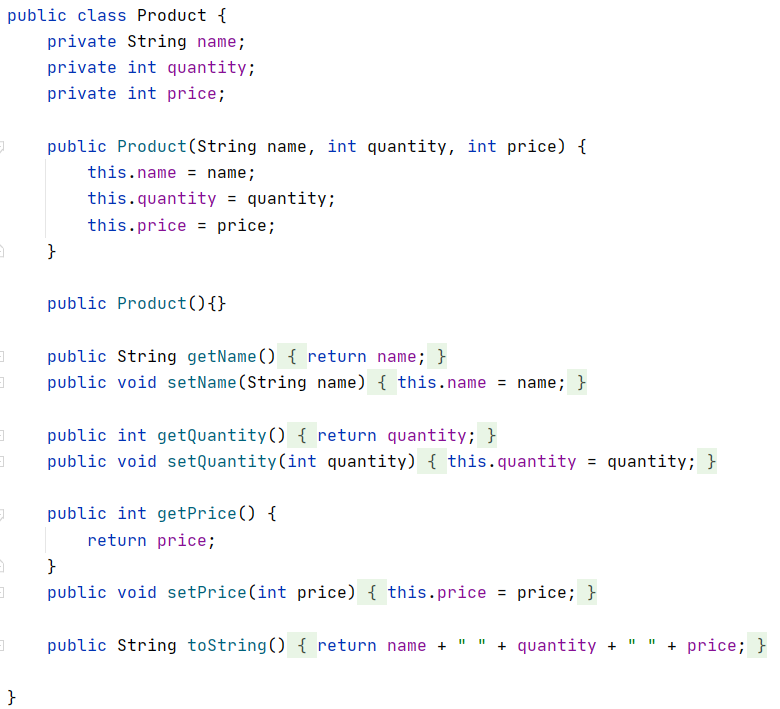 public class Product {
    private String name;
    private int quantity;
    private int price;

    public Product(String name, int quantity, int price) {
        this.name = name;
        this.quantity = quantity;
        this.price = price;
    }

    public Product(){}

    public String getName() { return name; }
    public void setName(String name) { this.name = name; }

    public int getQuantity() { return quantity; }
    public void setQuantity(int quantity) { this.quantity = quantity; }

    public int getPrice() {
        return price;
    }
    public void setPrice(int price) { this.price = price; }

    public String toString() { return name + " " + quantity + " " + price; }

}